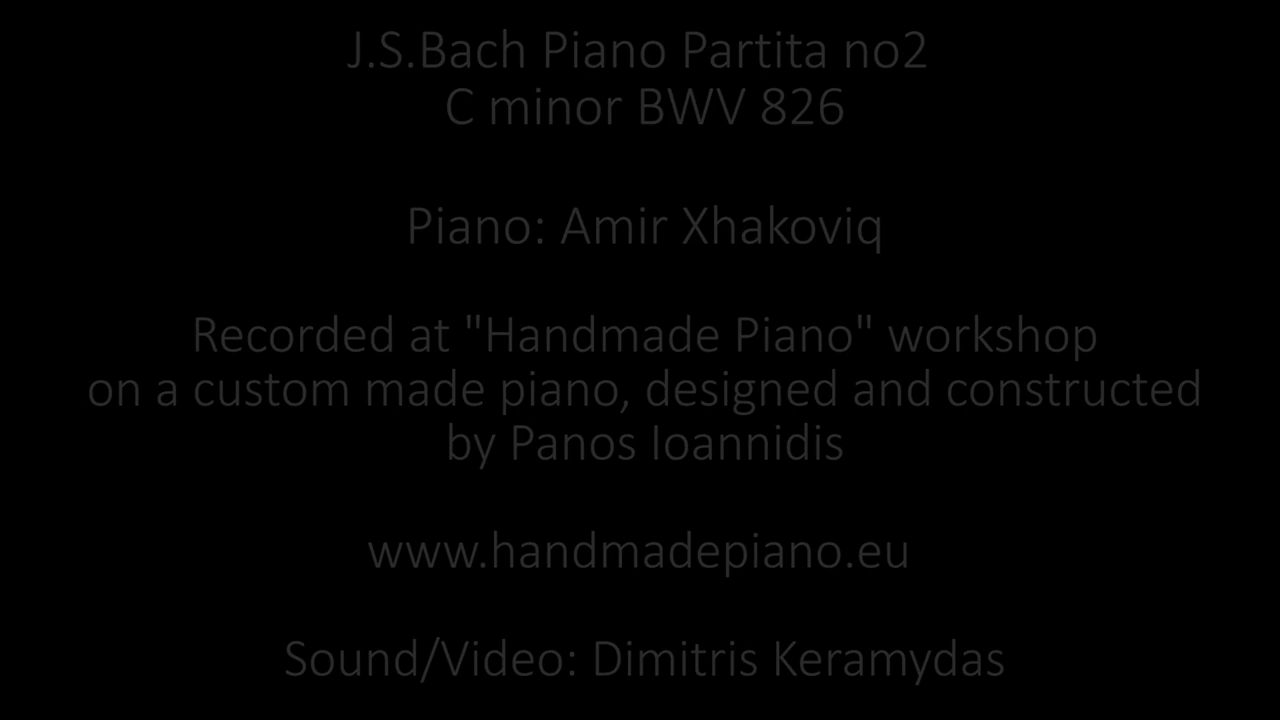 J.S.Bach Piano Partita no2
C minor BWV 826
Piano: Amir Xhakoviq
Recorded at "Handmade Piano" workshop
on a custom made piano, designed and constructed
by Panos Ioannidis
www.handmadepiano.eu
Sound/Video: Dimitris Keramydas